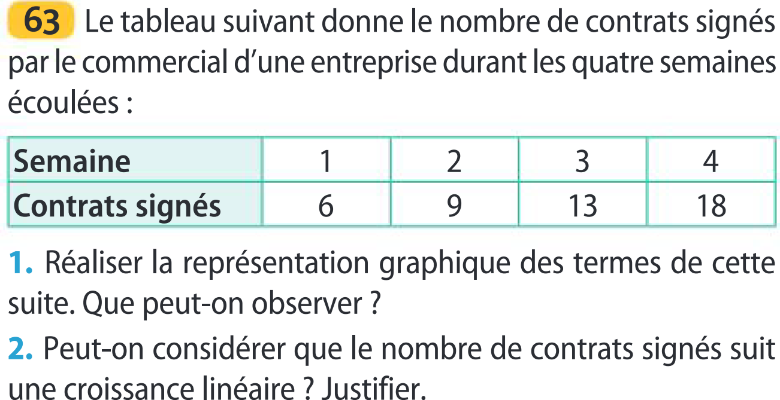 63 Le tableau suivant donne le nombre de contrats signés
par le commercial d'une entreprise durant les quatre semaines
écoulées :
Semaine 1 2 3 4
Contrats signés 6 9 13 18
1. Réaliser la représentation graphique des termes de cette
suite. Que peut-on observer ?
2. Peut-on considérer que le nombre de contrats signés suit
une croissance linéaire ? Justifier.